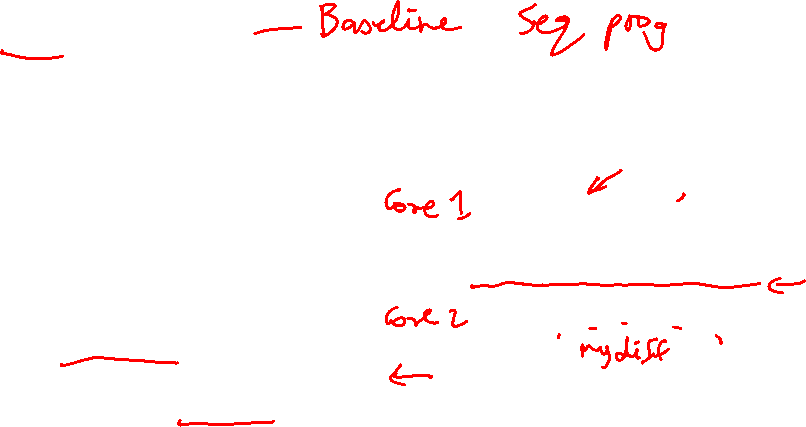 Baseline Seq prog
Core 1
Core 2
mydiff